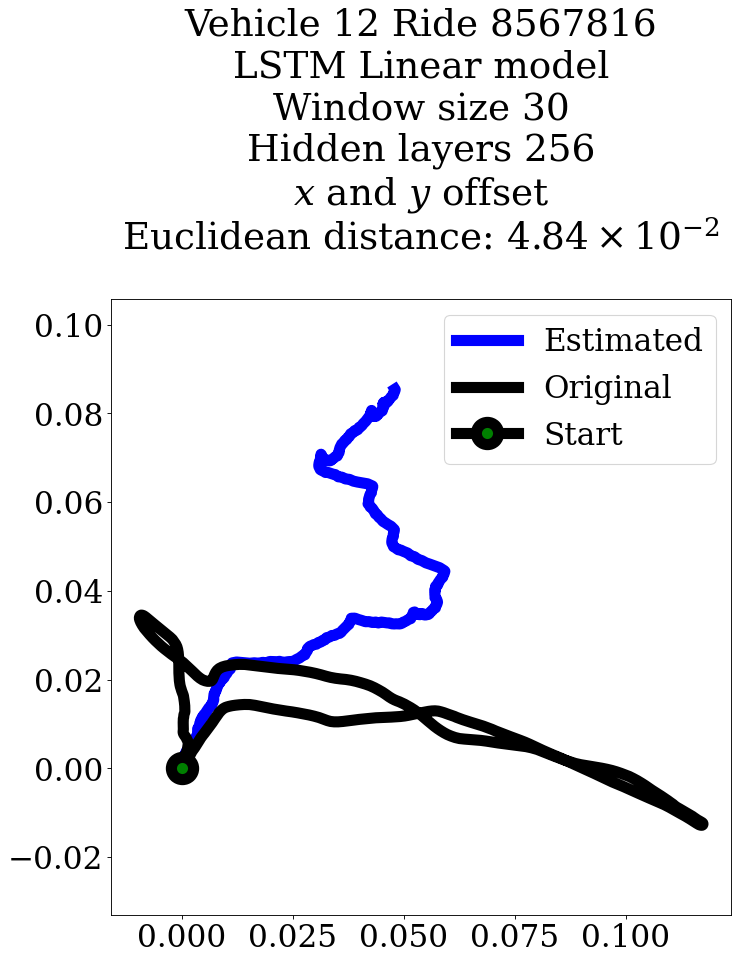 Vehicle 12 Ride 8567816
LSTM Linear model
Window size 30
Hidden layers 256
x and y offset
Euclidean distance: 4.84 × 10⁻²
Estimated
Original
Start
0.10
0.08
0.06
0.04
0.02
0.00
−0.02
0.000 0.025 0.050 0.075 0.100